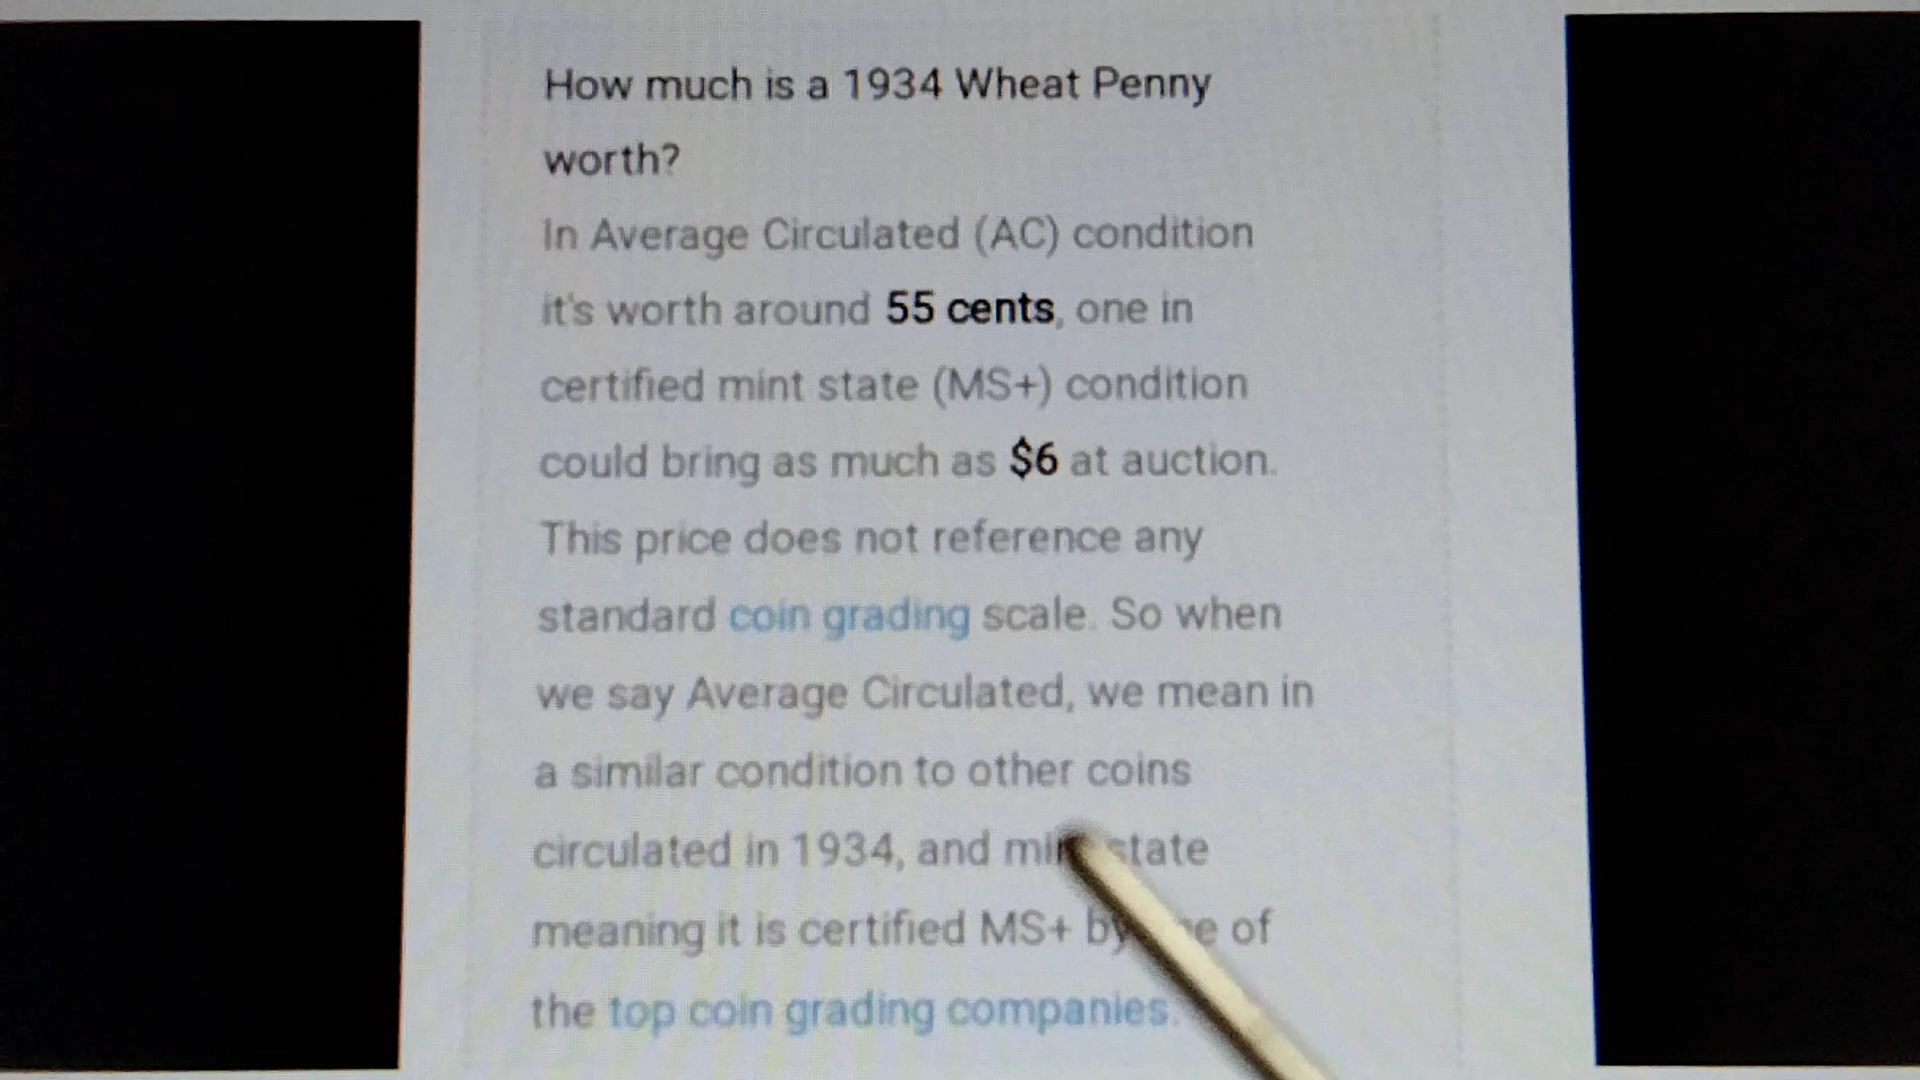 How much is a 1934 Wheat Penny
worth?
In Average Circulated (AC) condition
it's worth around 55 cents, one in
certified mint state (MS+) condition
could bring as much as $6 at auction.
This price does not reference any
standard coin grading scale. So when
we say Average Circulated, we mean in
a similar condition to other coins
circulated in 1934, and state
meaning it is certified MS+ by of
the top coin grading companies.